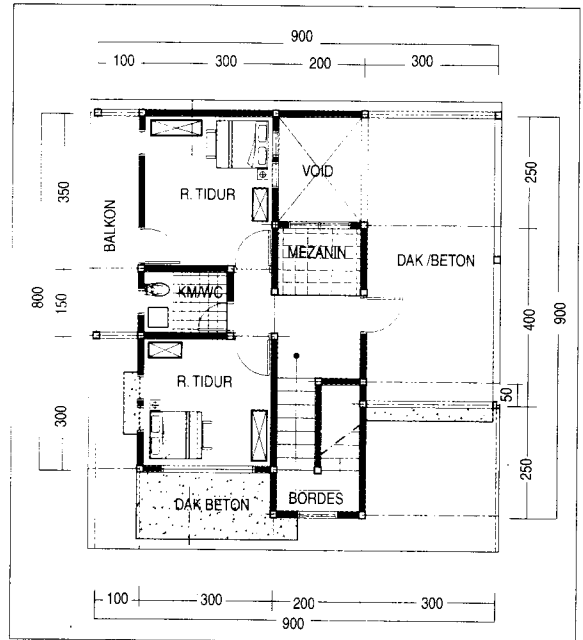 900
100 300 200 300
R. TIDUR
VOID
BALKON
MEZANIN
DAK /BETON
KM/WC
R. TIDUR
DAK BETON
BORDES
350
150
300
800
250
400
50
250
900
100 300 200 300
900